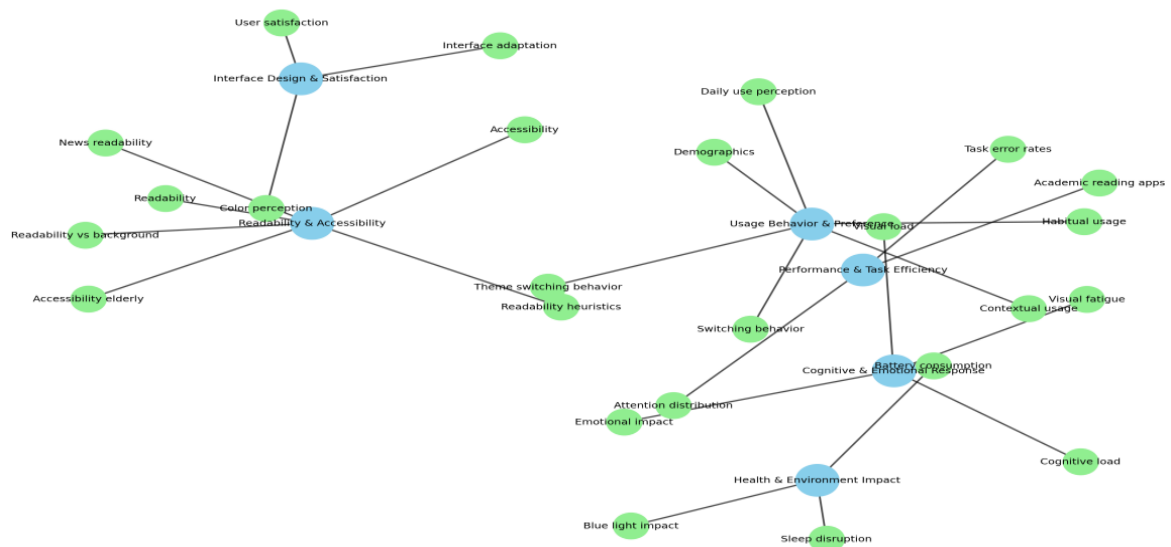 User satisfaction
Interface adaptation
Interface Design & Satisfaction
Daily use perception
Accessibility
News readability
Demographics
Task error rates
Academic reading apps
Readability
Color perception
Readability & Accessibility
Usage Behavior & Preference
Visual load
Habitual usage
Readability vs background
Performance & Task Efficiency
Theme switching behavior
Accessibility elderly
Readability heuristics
Visual fatigue
Contextual usage
Switching behavior
Battery consumption
Cognitive & Emotional Response
Attention distribution
Emotional impact
Cognitive load
Health & Environment Impact
Blue light impact
Sleep disruption